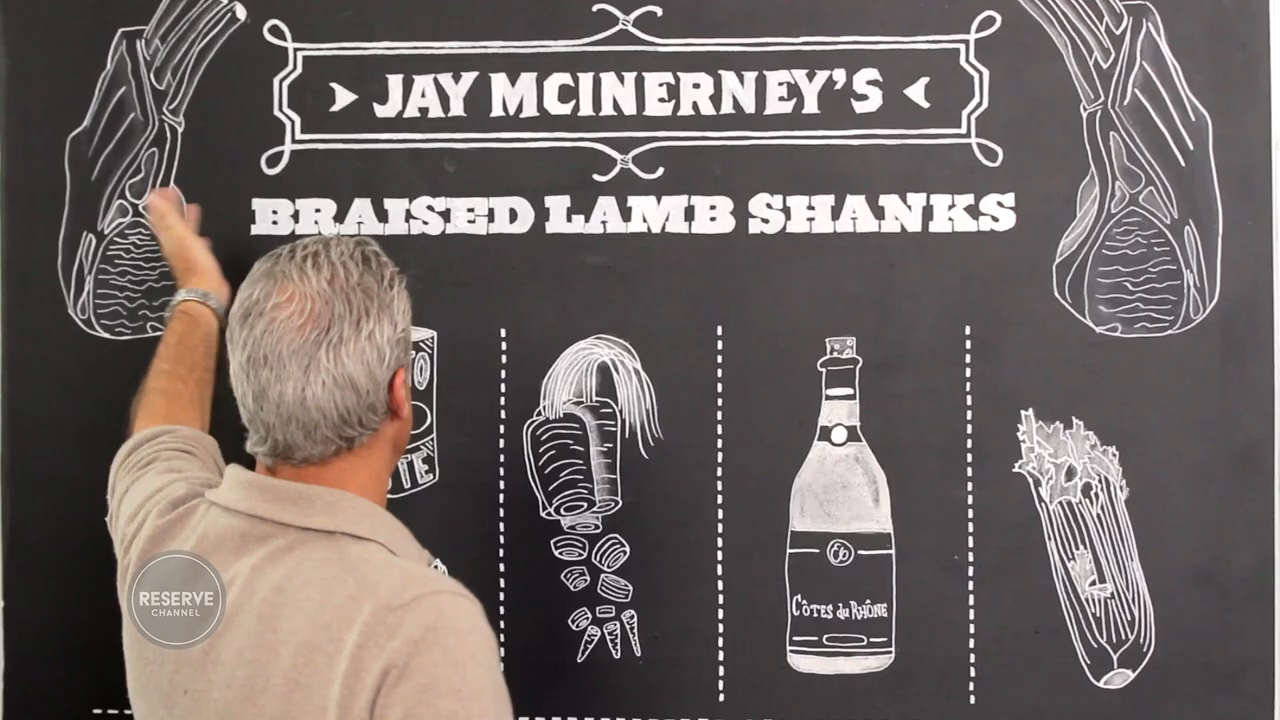 JAY MCINERNEY'S
BRAISED LAMB SHANKS
Côtes du Rhône
RESERVE
CHANNEL